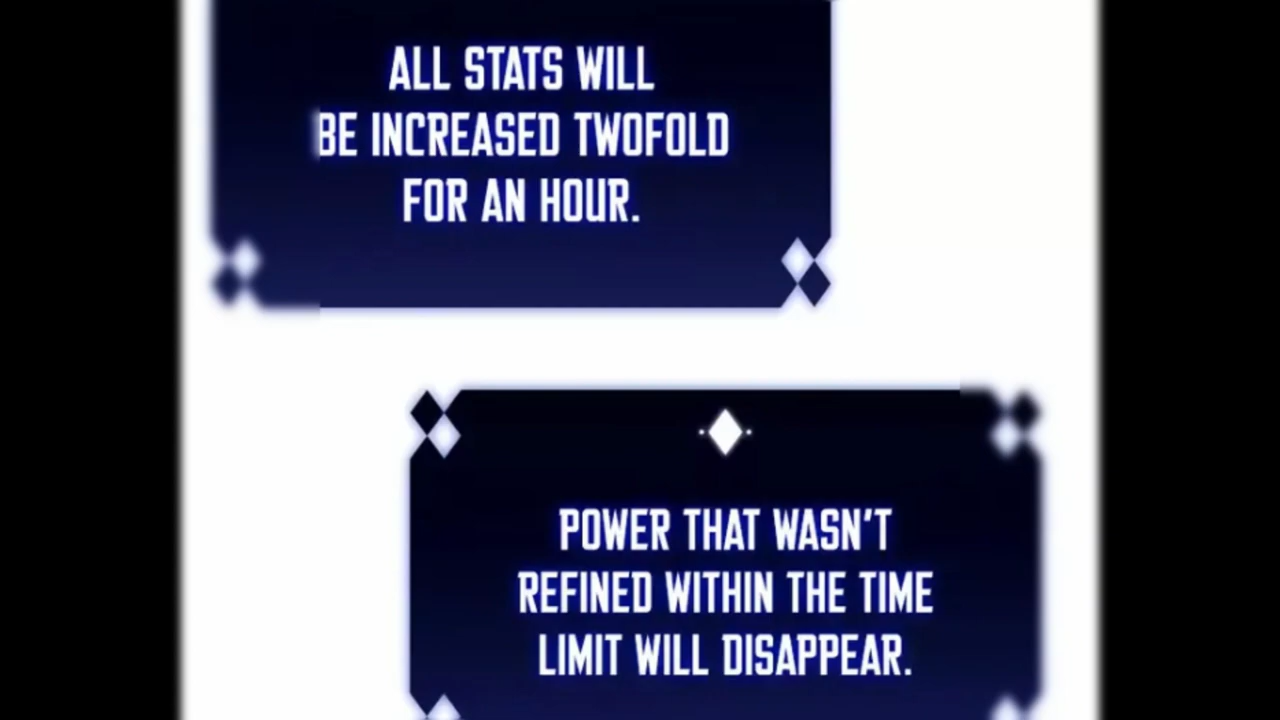 ALL STATS WILL
BE INCREASED TWOFOLD
FOR AN HOUR.
POWER THAT WASN'T
REFINED WITHIN THE TIME
LIMIT WILL DISAPPEAR.